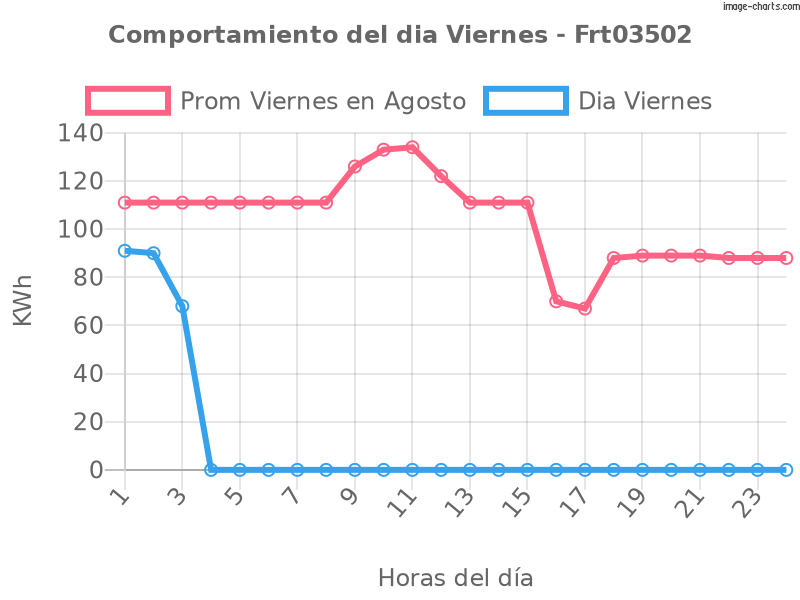 image-charts.com
Comportamiento del dia Viernes - Frt03502
Prom Viernes en Agosto Dia Viernes
140
120
100
80
60
40
20
0
KWh
1 3 5 7 9 11 13 15 17 19 21 23
Horas del día